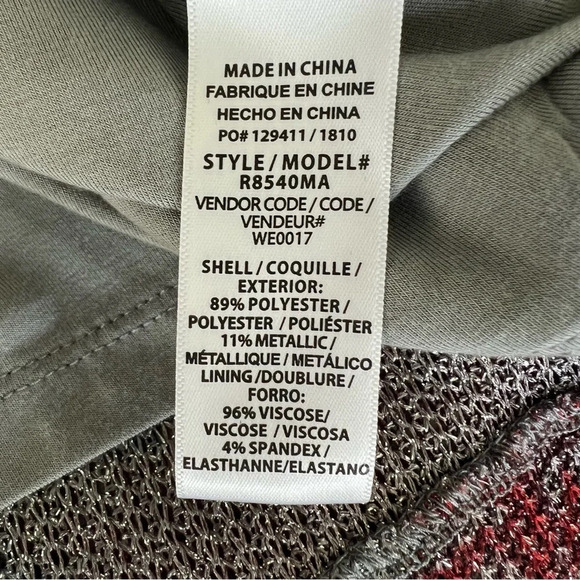 MADE IN CHINA
FABRIQUE EN CHINE
HECHO EN CHINA
PO# 129411 / 1810
STYLE / MODEL#
R8540MA
VENDOR CODE / CODE /
VENDEUR#
WE0017
SHELL / COQUILLE /
EXTERIOR:
89% POLYESTER /
POLYESTER / POLIÉSTER
11% METALLIC /
MÉTALLIQUE / METÁLICO
LINING /DOUBLURE /
FORRO:
96% VISCOSE/
VISCOSE / VISCOSA
4% SPANDEX /
ELASTHANNE/ELASTANO